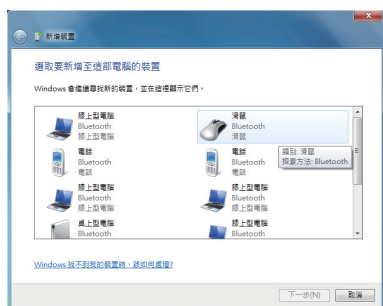 新增裝置
選取要新增至這部電腦的裝置
Windows 會繼續尋找新的裝置，並在這裡顯示它們。
膝上型電腦
Bluetooth
膝上型電腦
滑鼠
Bluetooth
滑鼠
電話
Bluetooth
電話
電話
Bluetooth
電話
類別: 滑鼠
探索方法: Bluetooth
膝上型電腦
Bluetooth
膝上型電腦
膝上型電腦
Bluetooth
膝上型電腦
桌上型電腦
Bluetooth
膝上型電腦
Bluetooth
Windows 找不到我的裝置時，該如何處理?
下一步(N)
取消